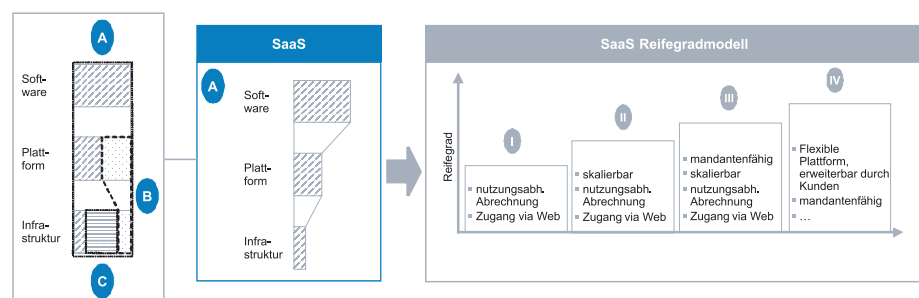 A
Soft-
ware
Platt-
form
B
Infra-
struktur
C
SaaS
A
Soft-
ware
Platt-
form
Infra-
struktur
SaaS Reifegradmodell
Reifegrad
I
nutzungsabh.
Abrechnung
Zugang via Web
II
skalierbar
nutzungsabh.
Abrechnung
Zugang via Web
III
mandantenfähig
skalierbar
nutzungsabh.
Abrechnung
Zugang via Web
IV
Flexible
Plattform,
erweiterbar durch
Kunden
mandantenfähig
…